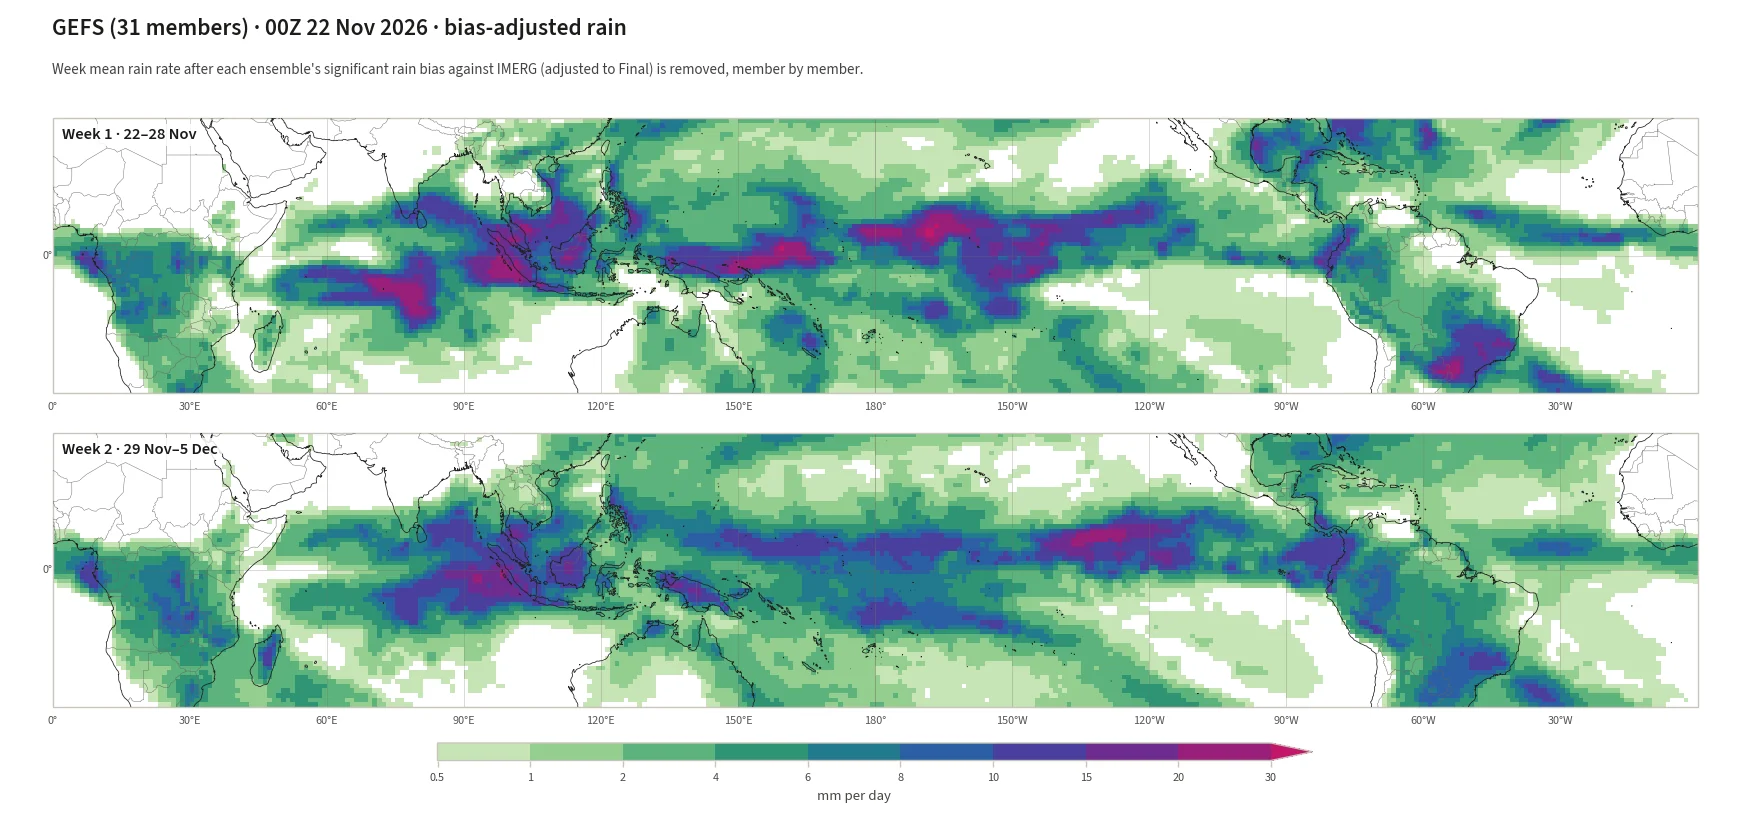 GEFS (31 members) · 00Z 22 Nov 2026 · bias-adjusted rain
Week mean rain rate after each ensemble's significant rain bias against IMERG (adjusted to Final) is removed, member by member.
Week 1 · 22–28 Nov
0°
0° 30°E 60°E 90°E 120°E 150°E 180° 150°W 120°W 90°W 60°W 30°W
Week 2 · 29 Nov–5 Dec
0°
0° 30°E 60°E 90°E 120°E 150°E 180° 150°W 120°W 90°W 60°W 30°W
0.5 1 2 4 6 8 10 15 20 30
mm per day